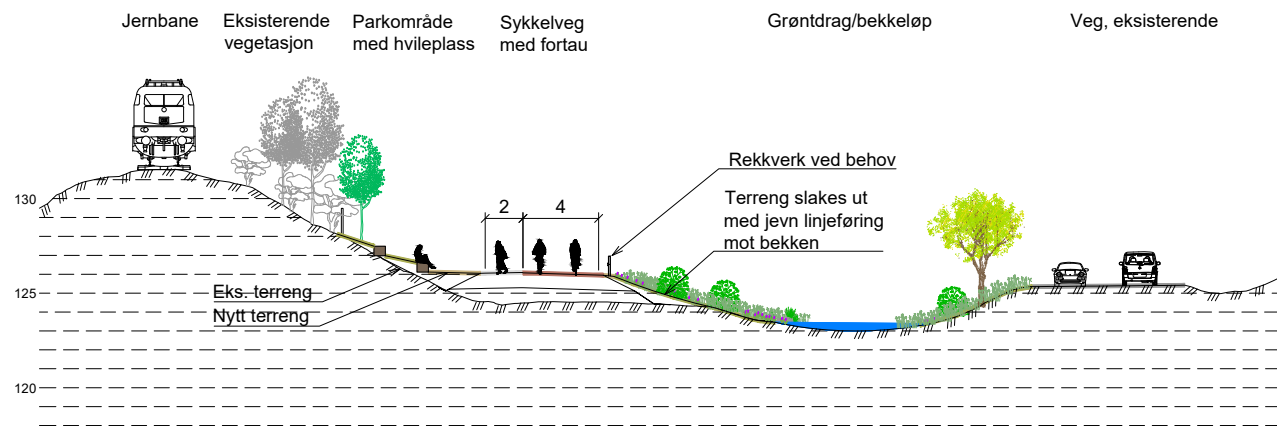 Jernbane
Eksisterende
vegetasjon
Parkområde
med hvileplass
Sykkelveg
med fortau
Grøntdrag/bekkeløp
Veg, eksisterende
Rekkverk ved behov
Terreng slakes ut
med jevn linjeføring
mot bekken
130
2
4
125
Eks. terreng
Nytt terreng
120